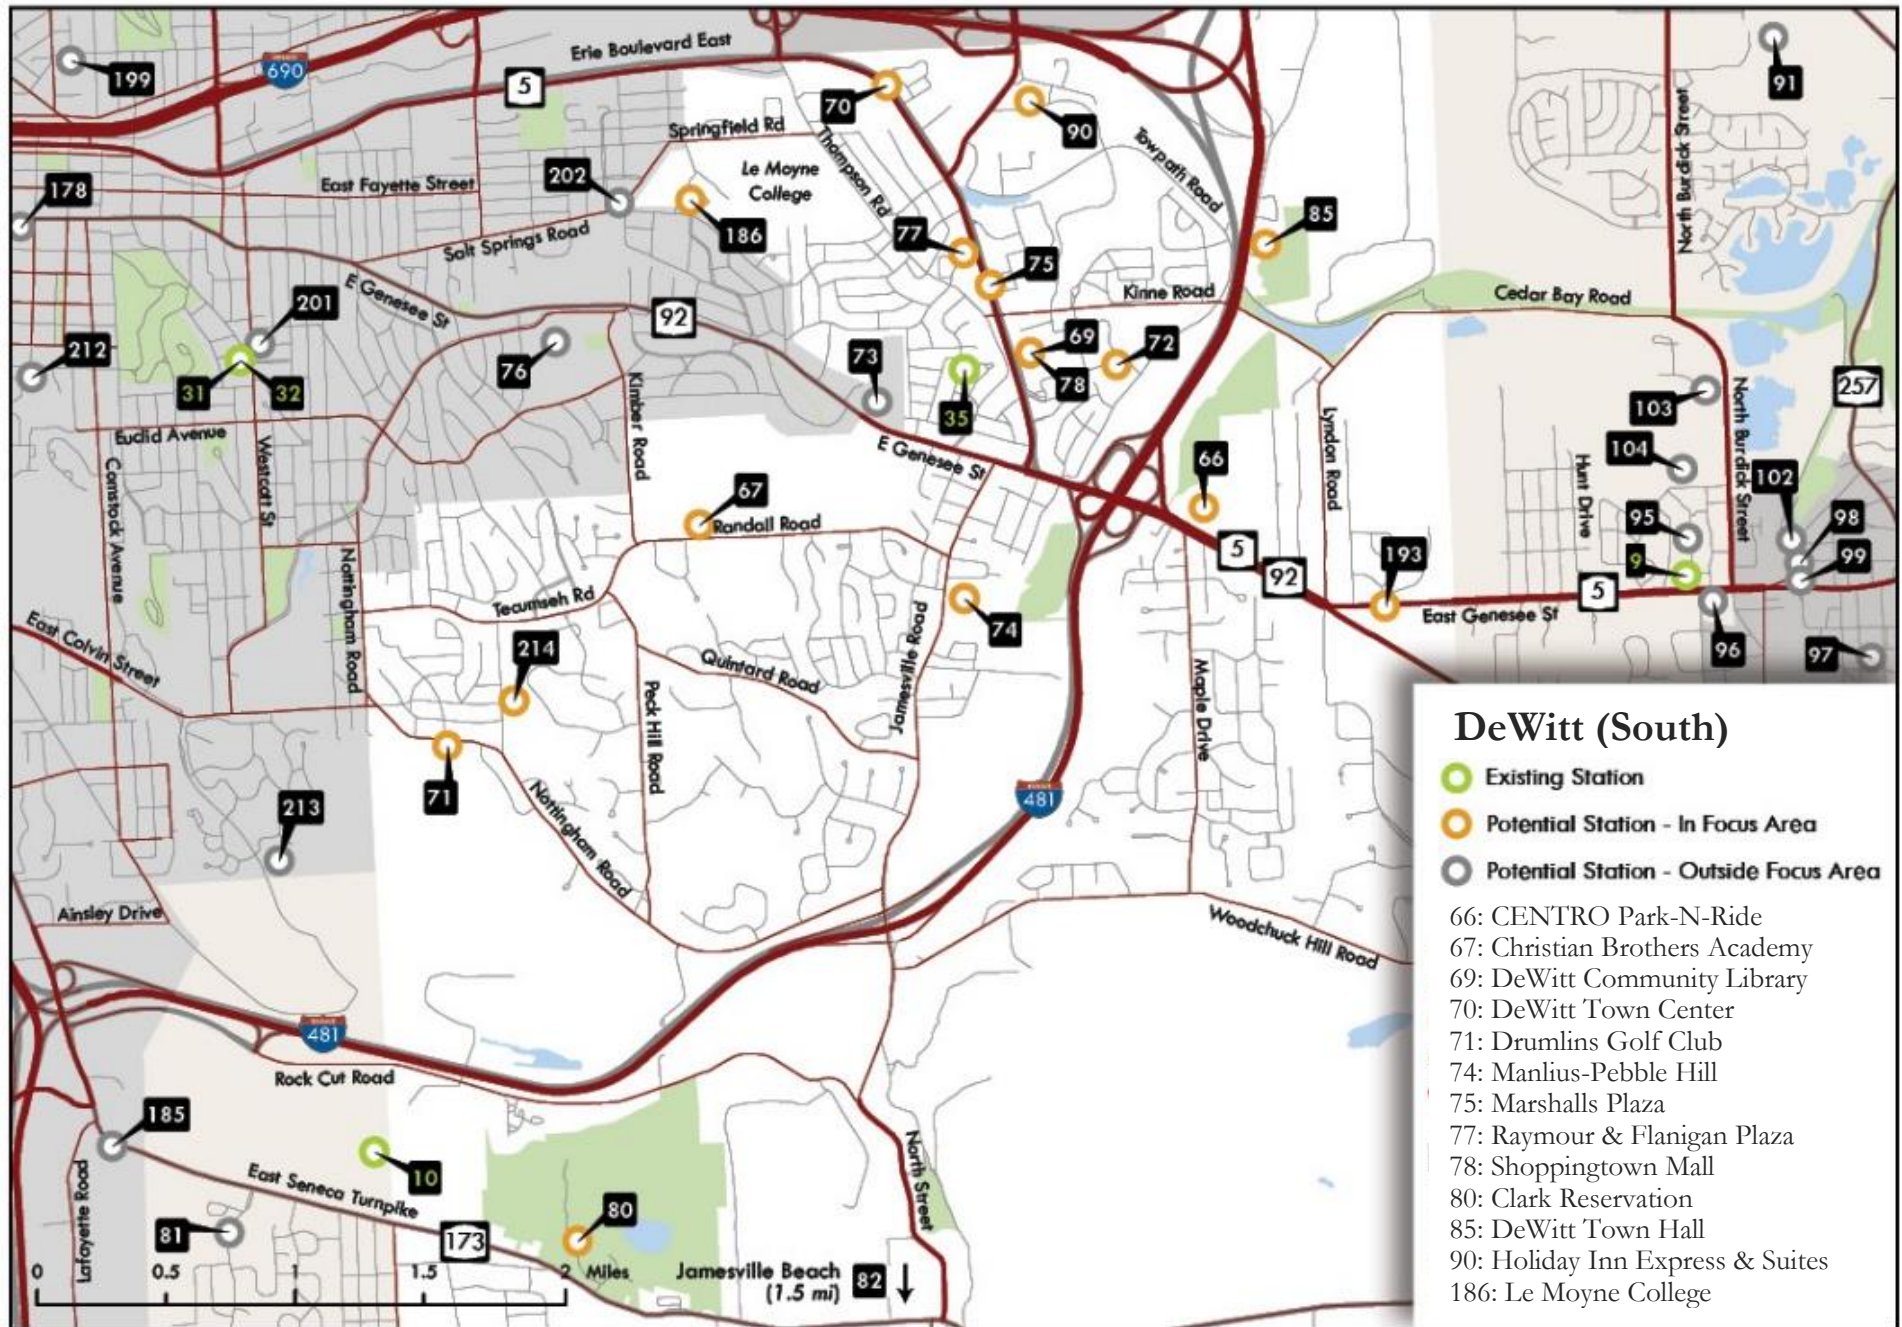 Erie Boulevard East
199
690
5
70
90
91
Springfield Rd
Thompson Rd
Towpath Road
North Burdick Street
178
East Fayette Street
202
Le Moyne
College
186
77
85
Salt Springs Road
75
201
E Genesee St
92
Kinne Road
Cedar Bay Road
212
76
73
69
72
31
32
78
257
Kimber Road
35
103
North Burdick Street
Euclid Avenue
Westcott St
E Genesee St
66
Lyndon Road
104
Hunt Drive
102
Comstock Avenue
67
Randall Road
95
98
5
9
99
Nottingham Road
92
193
Tecumseh Rd
5
East Genesee St
East Colvin Street
214
74
Jamesville Road
96
97
Quintard Road
Peck Hill Road
Maple Drive
71
213
Nottingham Road
481
Ainsley Drive
Woodchuck Hill Road
481
Rock Cut Road
185
10
North Street
Lafayette Road
East Seneca Turnpike
81
80
173
0
0.5
1
1.5
2 Miles
Jamesville Beach
(1.5 mi)
82
DeWitt (South)
Existing Station
Potential Station - In Focus Area
Potential Station - Outside Focus Area
66: CENTRO Park-N-Ride
67: Christian Brothers Academy
69: DeWitt Community Library
70: DeWitt Town Center
71: Drumlins Golf Club
74: Manlius-Pebble Hill
75: Marshalls Plaza
77: Raymour & Flanigan Plaza
78: Shoppingtown Mall
80: Clark Reservation
85: DeWitt Town Hall
90: Holiday Inn Express & Suites
186: Le Moyne College